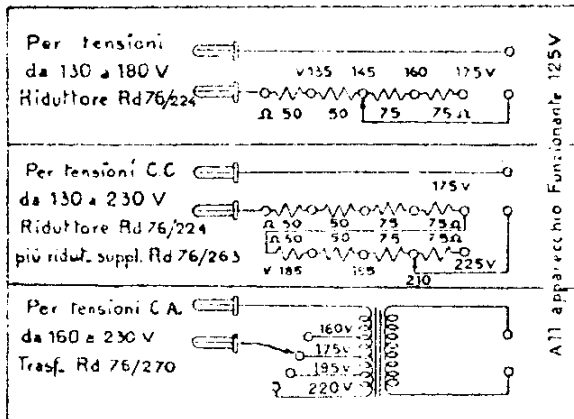 Per tensioni
da 130 a 180 V
Riduttore Rd 76/224
V 135 145 160 175 V
Ω 50 50 75 75 Ω
Per tensioni C.C
da 130 a 230 V
Riduttore Rd 76/224
più ridut. suppl. Rd 76/263
175 V
Ω 50 50 75 75 Ω
Ω 50 50 75 75 Ω
V 185 195 210 225 V
Per tensioni C.A.
da 160 a 230 V
Trasf. Rd 76/270
160 V
175 V
195 V
220 V
All apparecchio Funzionante 125 V